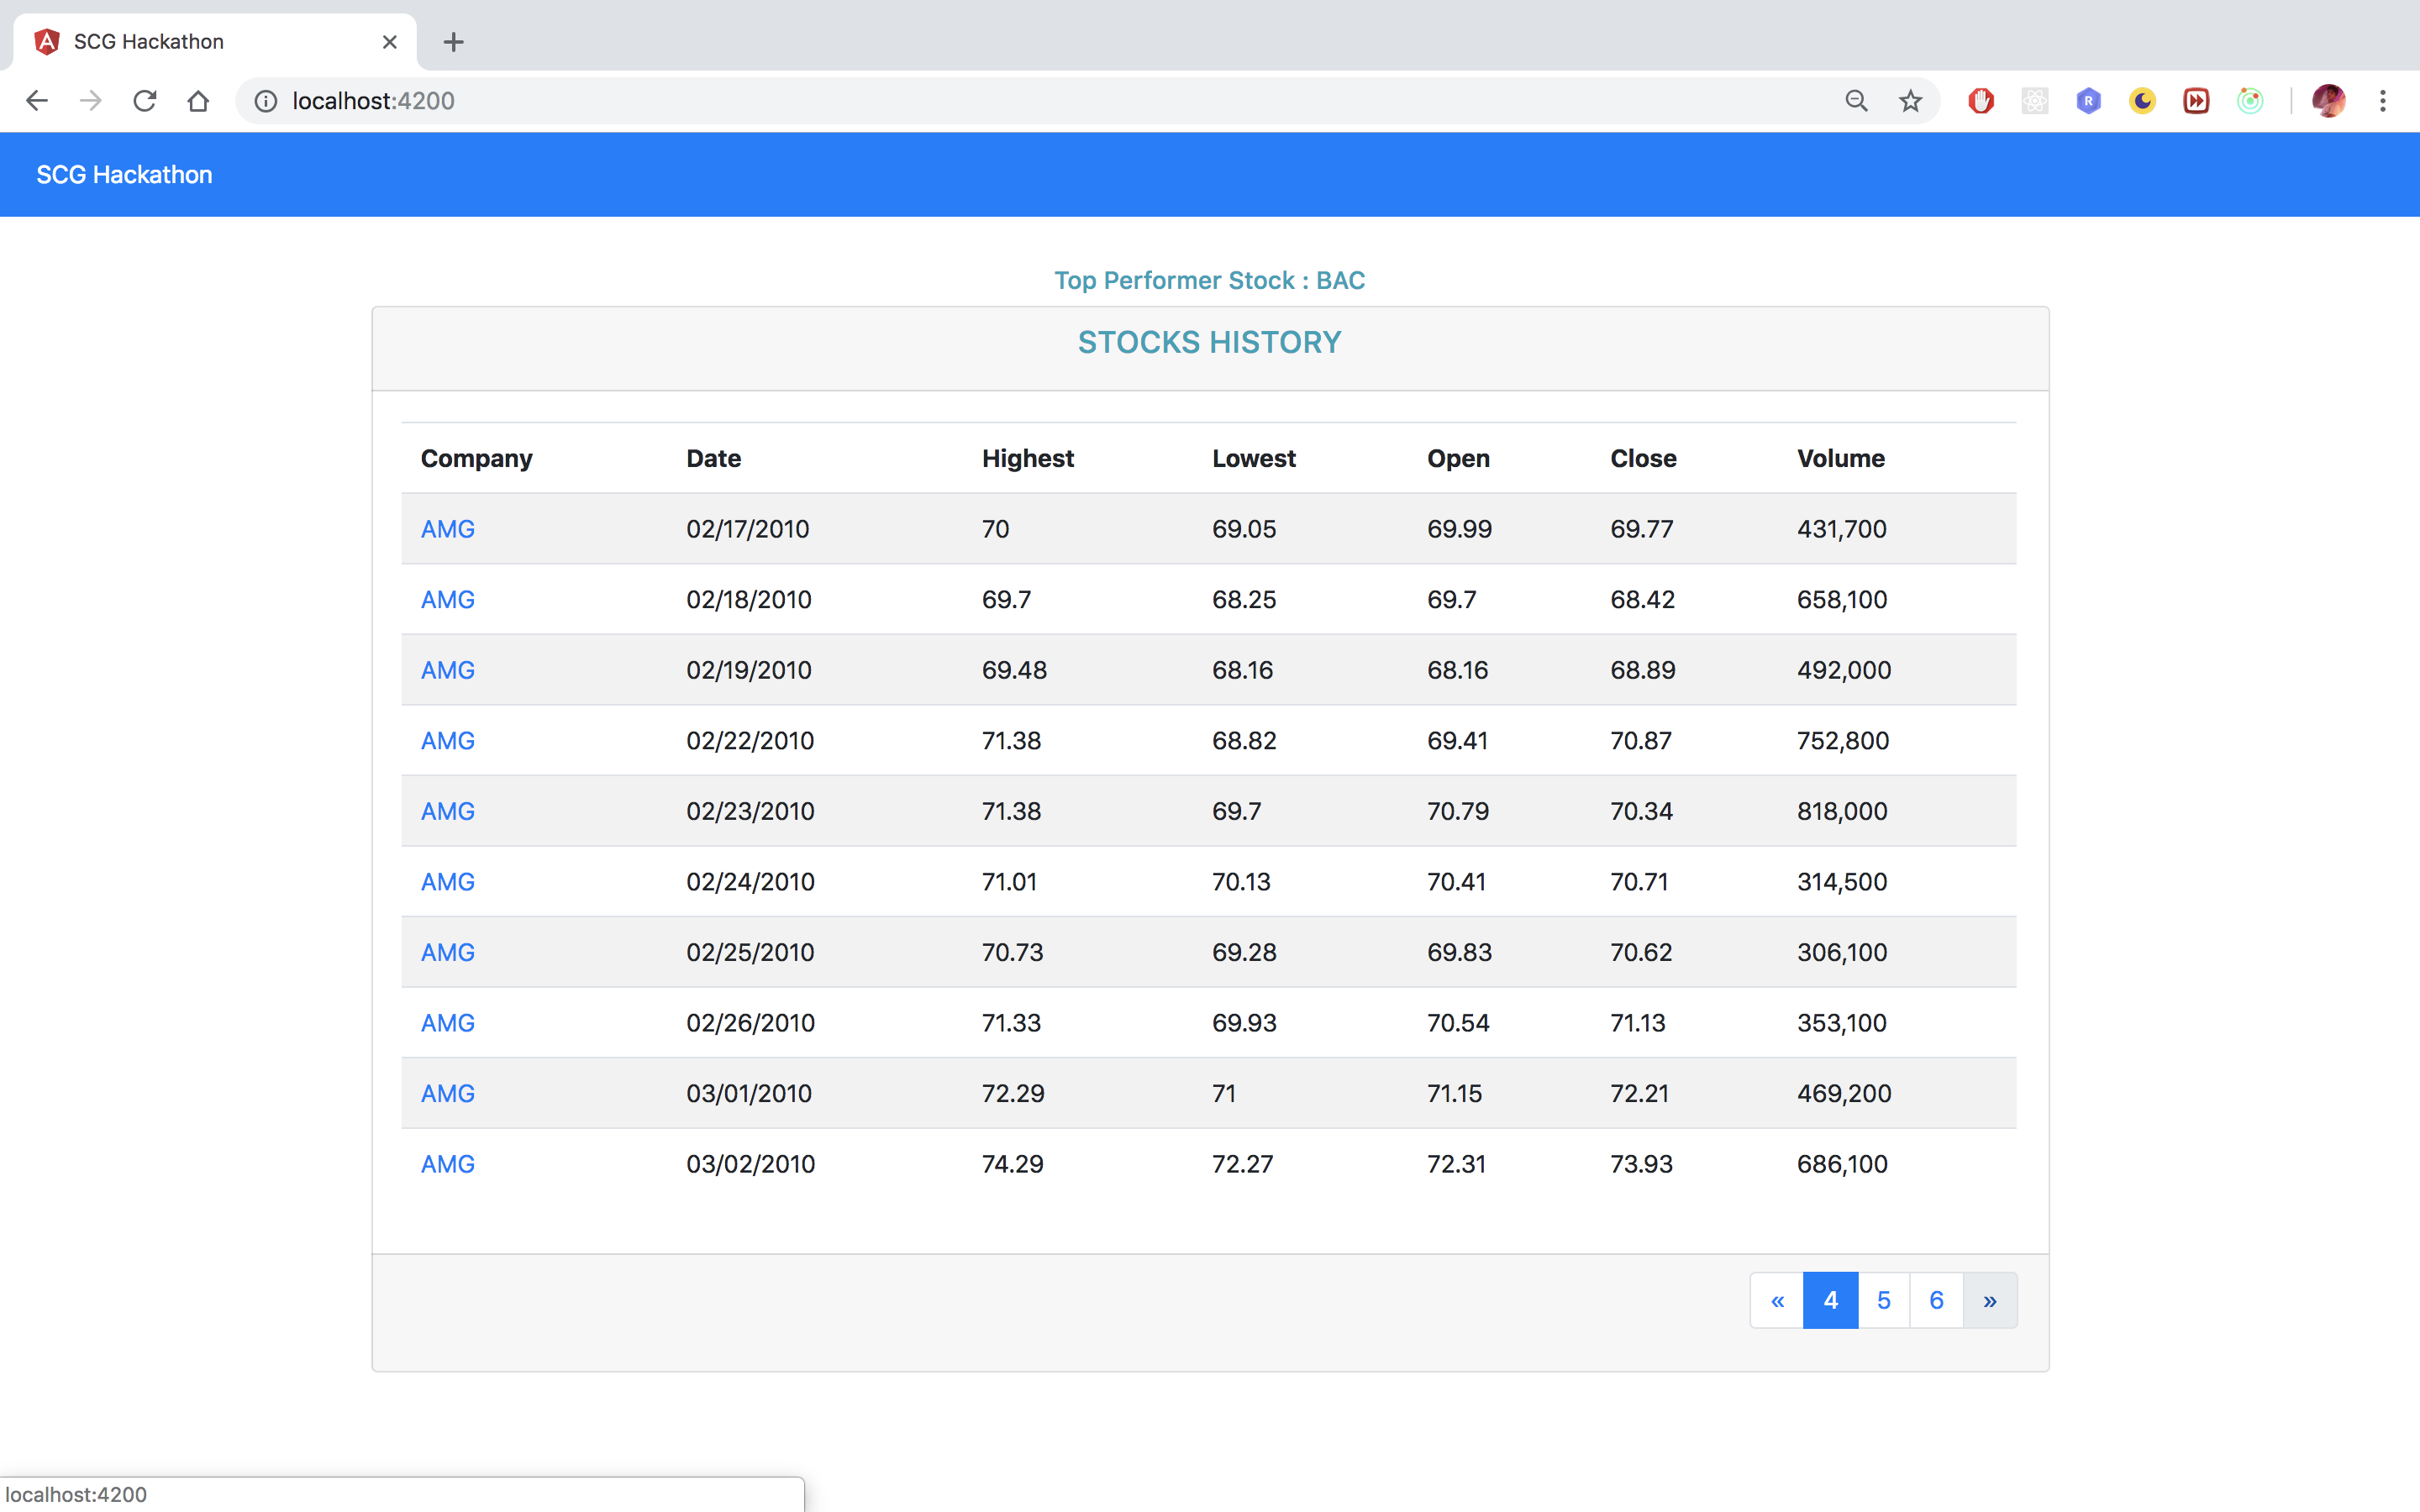 SCG Hackathon
localhost:4200
SCG Hackathon
Top Performer Stock : BAC
STOCKS HISTORY
Company Date Highest Lowest Open Close Volume
AMG 02/17/2010 70 69.05 69.99 69.77 431,700
AMG 02/18/2010 69.7 68.25 69.7 68.42 658,100
AMG 02/19/2010 69.48 68.16 68.16 68.89 492,000
AMG 02/22/2010 71.38 68.82 69.41 70.87 752,800
AMG 02/23/2010 71.38 69.7 70.79 70.34 818,000
AMG 02/24/2010 71.01 70.13 70.41 70.71 314,500
AMG 02/25/2010 70.73 69.28 69.83 70.62 306,100
AMG 02/26/2010 71.33 69.93 70.54 71.13 353,100
AMG 03/01/2010 72.29 71 71.15 72.21 469,200
AMG 03/02/2010 74.29 72.27 72.31 73.93 686,100
« 4 5 6 »
localhost:4200